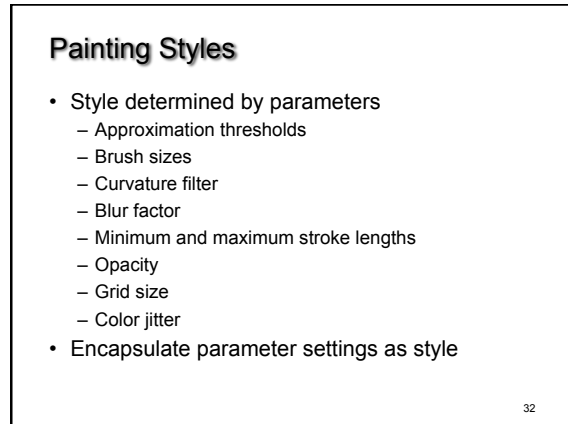 Painting Styles
• Style determined by parameters
– Approximation thresholds
– Brush sizes
– Curvature filter
– Blur factor
– Minimum and maximum stroke lengths
– Opacity
– Grid size
– Color jitter
• Encapsulate parameter settings as style
32